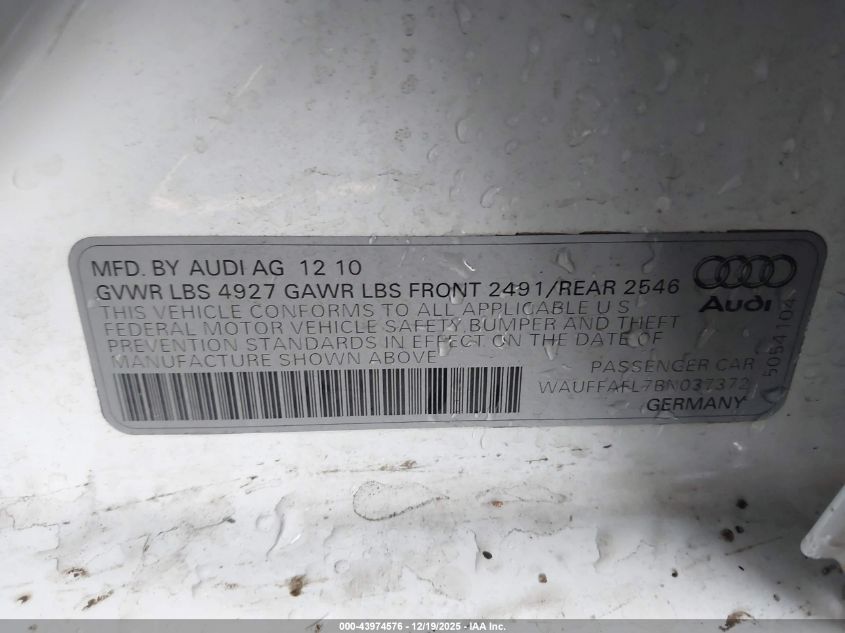 MFD. BY AUDI AG 12 10
GVWR LBS 4927 GAWR LBS FRONT 2491/REAR 2546
THIS VEHICLE CONFORMS TO ALL APPLICABLE U S
FEDERAL MOTOR VEHICLE SAFETY,BUMPER AND THEFT
PREVENTION STANDARDS IN EFFECT ON THE DATE OF
MANUFACTURE SHOWN ABOVE
PASSENGER CAR
WAUFFAFL7BN037372
GERMANY
Audi
5054104
000-43974576 - 12/19/2025 - IAA Inc.